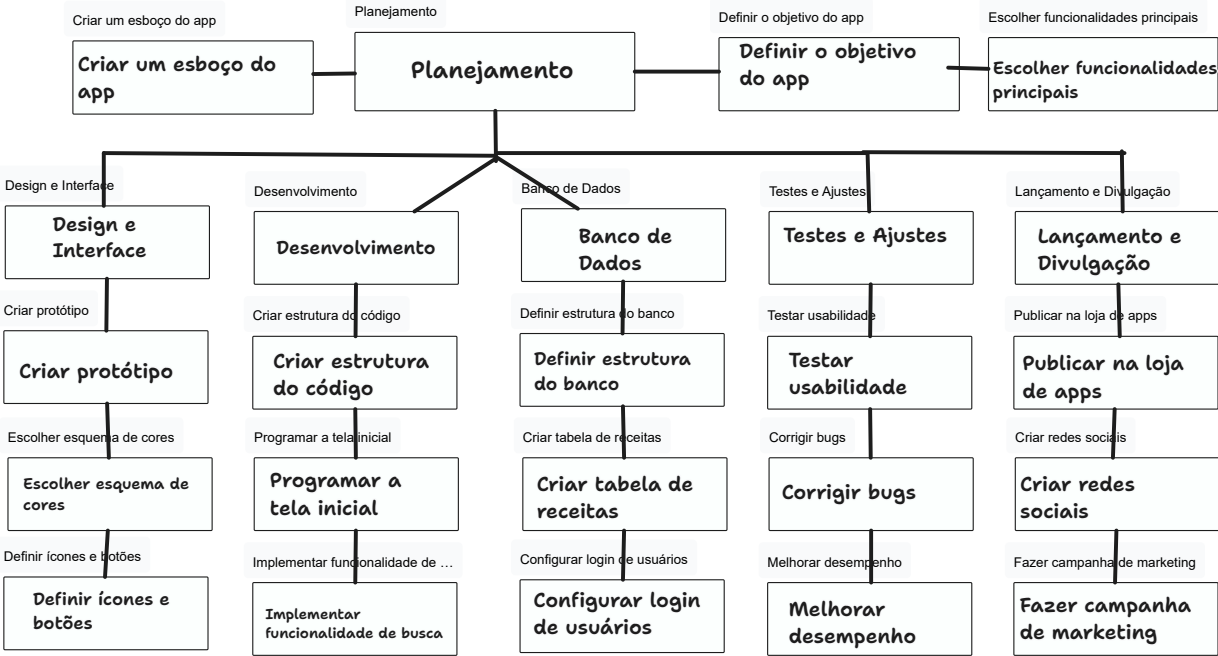 Criar um esboço do app
Planejamento
Definir o objetivo do app
Escolher funcionalidades principais
Criar um esboço do
app
Planejamento
Definir o objetivo
do app
Escolher funcionalidades
principais
Design e Interface
Desenvolvimento
Banco de Dados
Testes e Ajustes
Lançamento e Divulgação
Design e
Interface
Desenvolvimento
Banco de
Dados
Testes e Ajustes
Lançamento e
Divulgação
Criar protótipo
Criar estrutura do código
Definir estrutura do banco
Testar usabilidade
Publicar na loja de apps
Criar protótipo
Criar estrutura
do código
Definir estrutura
do banco
Testar
usabilidade
Publicar na loja
de apps
Escolher esquema de cores
Programar a tela inicial
Criar tabela de receitas
Corrigir bugs
Criar redes sociais
Escolher esquema de
cores
Programar a
tela inicial
Criar tabela de
receitas
Corrigir bugs
Criar redes
sociais
Definir ícones e botões
Implementar funcionalidade de ...
Configurar login de usuários
Melhorar desempenho
Fazer campanha de marketing
Definir ícones e
botões
Implementar
funcionalidade de busca
Configurar login
de usuários
Melhorar
desempenho
Fazer campanha
de marketing